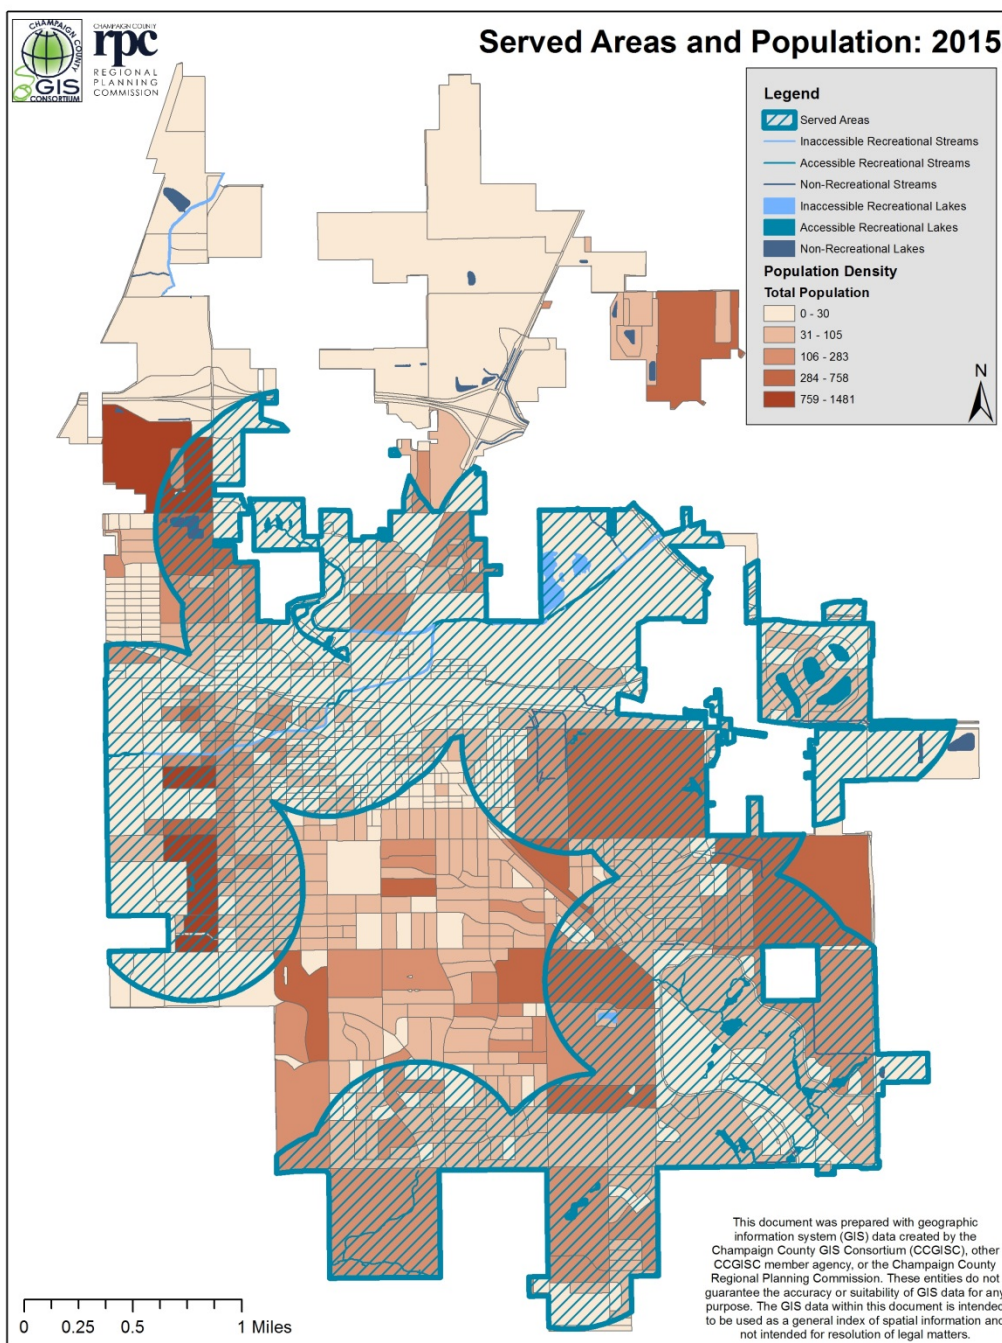 CHAMPAIGN COUNTY
GIS
CONSORTIUM
CHAMPAIGN COUNTY
rpc
REGIONAL
PLANNING
COMMISSION
Served Areas and Population: 2015
Legend
Served Areas
Inaccessible Recreational Streams
Accessible Recreational Streams
Non-Recreational Streams
Inaccessible Recreational Lakes
Accessible Recreational Lakes
Non-Recreational Lakes
Population Density
Total Population
0 - 30
31 - 105
106 - 283
284 - 758
759 - 1481
N
This document was prepared with geographic
information system (GIS) data created by the
Champaign County GIS Consortium (CCGISC), other
CCGISC member agency, or the Champaign County
Regional Planning Commission. These entities do not
guarantee the accuracy or suitability of GIS data for any
purpose. The GIS data within this document is intended
to be used as a general index of spatial information and
not intended for resolution of legal matters.
0 0.25 0.5 1 Miles